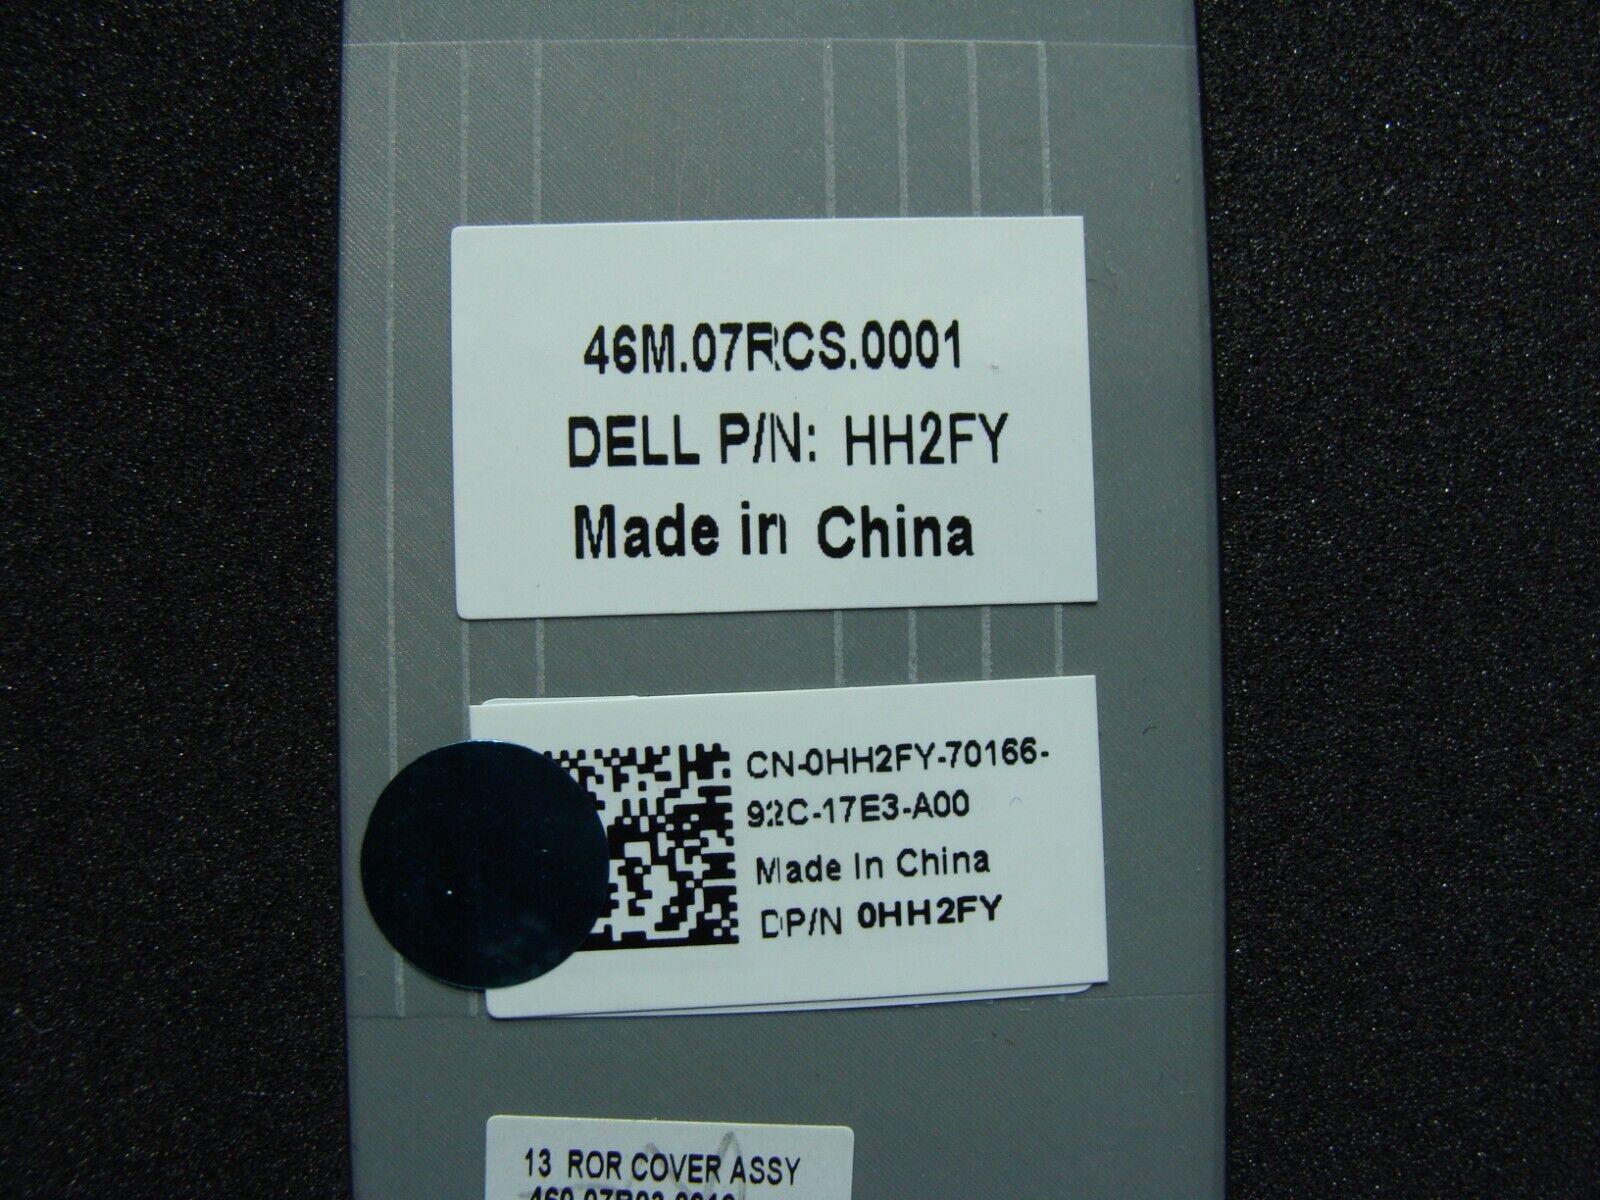 46M.07RCS.0001
DELL P/N: HH2FY
Made in China
CN-0HH2FY-70166-
92C-17E3-A00
Made In China
DP/N 0HH2FY
13 ROR COVER ASSY